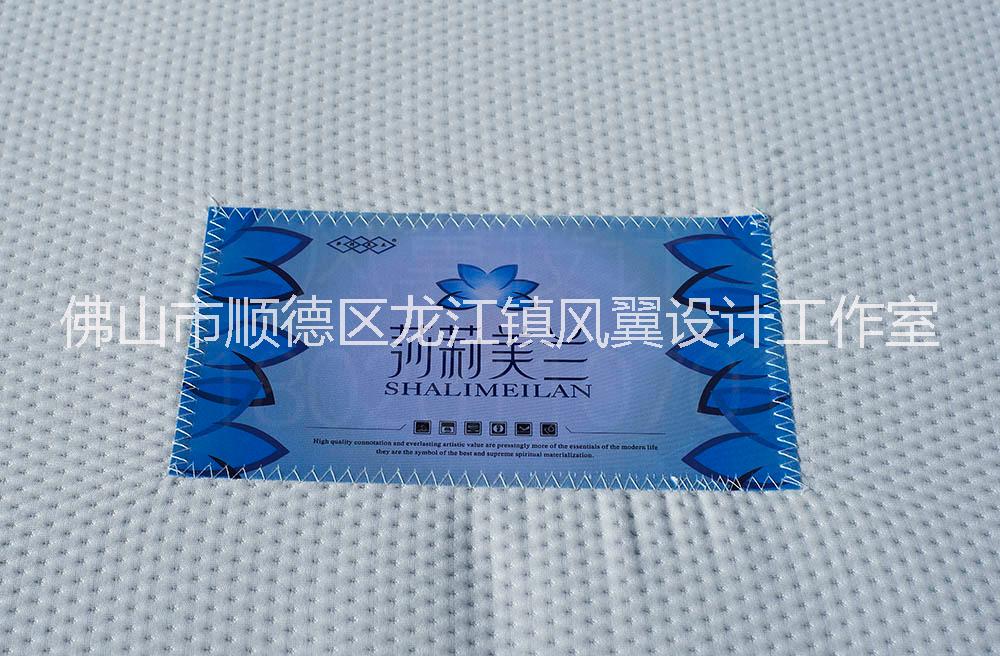 佛山市顺德区龙江镇风翼设计工作室
莎莉美兰
SHALIMEILAN
High quality connotation and everlasting artistic value are pressingly more of the essentials of the modern life
they are the symbol of the best and supreme spiritual materialization.